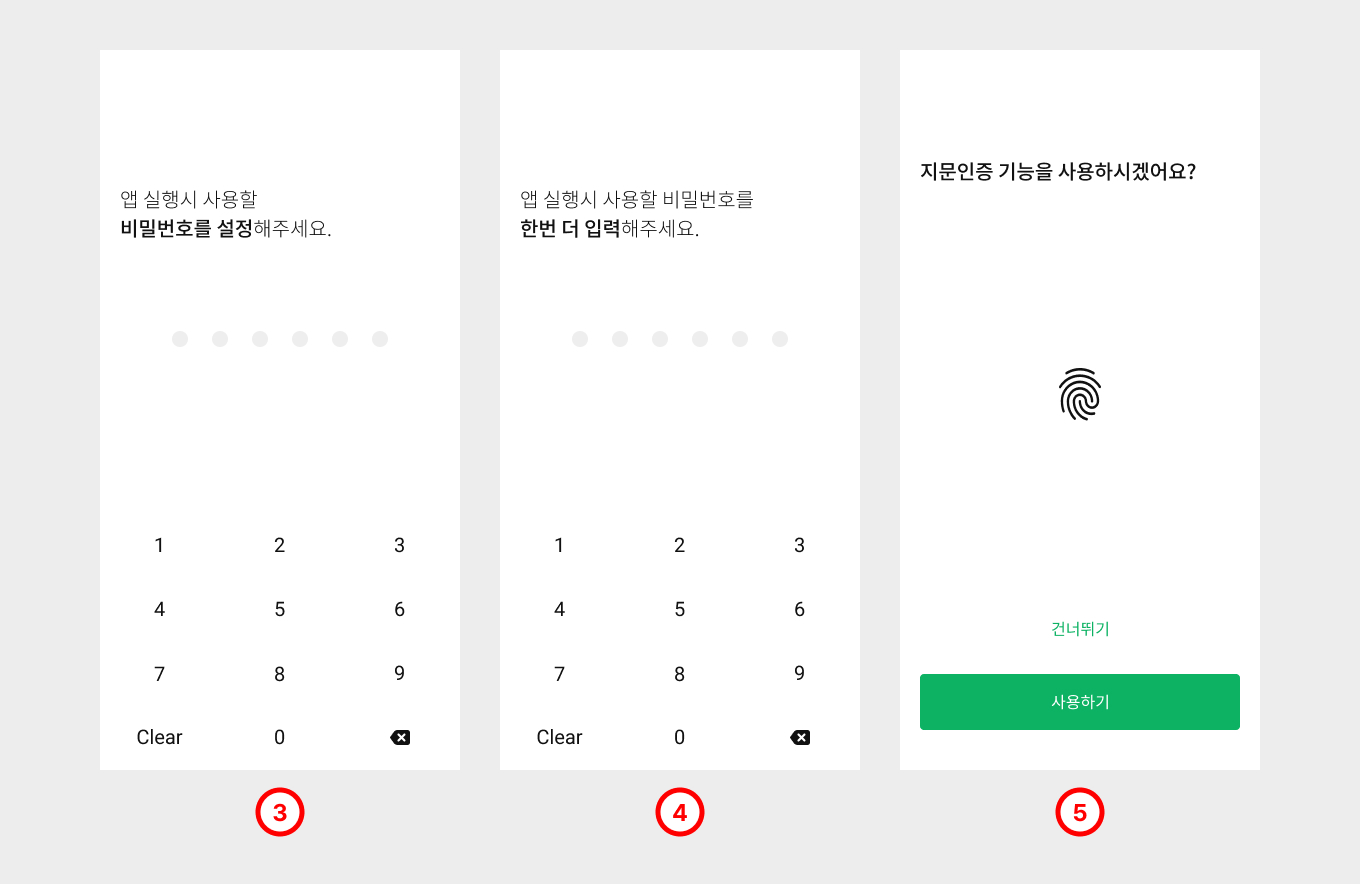 앱 실행시 사용할
비밀번호를 설정해주세요.
1 2 3
4 5 6
7 8 9
Clear 0
3
앱 실행시 사용할 비밀번호를
한번 더 입력해주세요.
1 2 3
4 5 6
7 8 9
Clear 0
4
지문인증 기능을 사용하시겠어요?
건너뛰기
사용하기
5